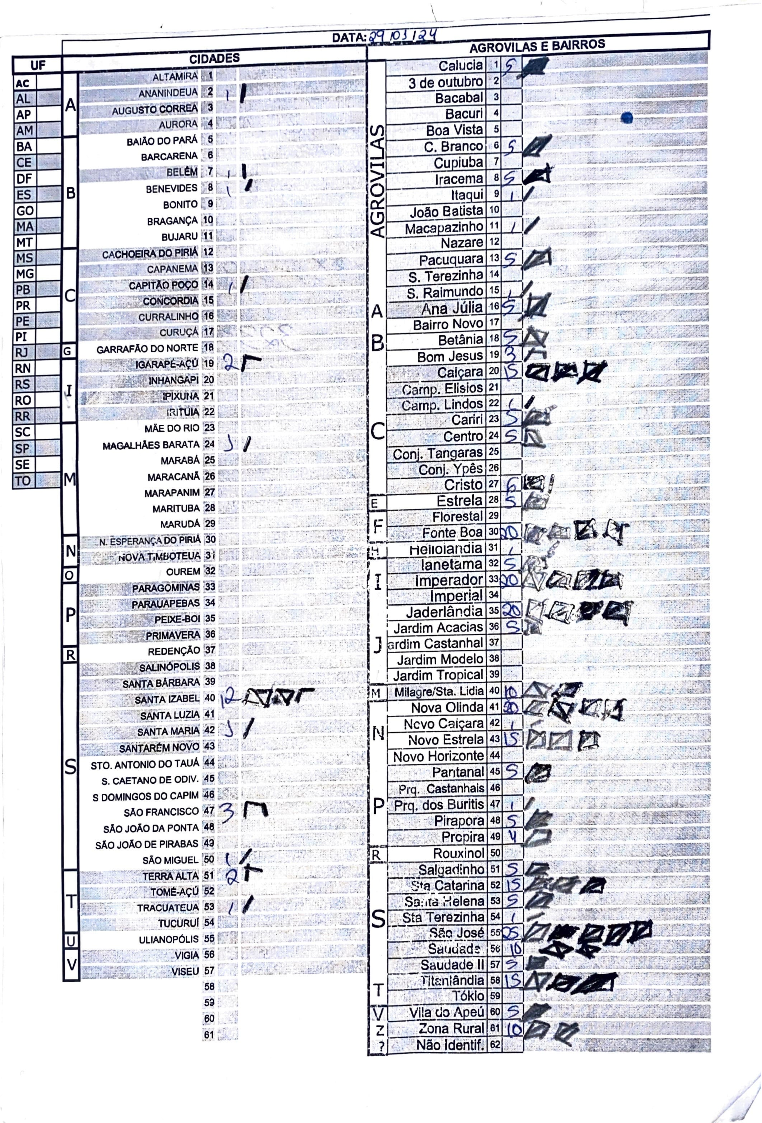 DATA: 29/03/24
CIDADES
AGROVILAS E BAIRROS
UF
AC
AL
AP
AM
BA
CE
DF
ES
GO
MA
MT
MS
MG
PB
PR
PE
PI
RJ
RN
RS
RO
RR
SC
SP
SE
TO
A
ALTAMIRA 1
ANANINDEUA 2 1
AUGUSTO CORREA 3
AURORA 4
B
BAIÃO DO PARÁ 5
BARCARENA 6
BELÉM 7 1
BENEVIDES 8 1
BONITO 9
BRAGANÇA 10
BUJARU 11
C
CACHOEIRA DO PIRIÁ 12
CAPANEMA 13
CAPITÃO POÇO 14 1
CONCORDIA 15
CURRALINHO 16
CURUÇA 17
G
GARRAFÃO DO NORTE 18
I
IGARAPÉ-AÇÚ 19 2
INHANGAPI 20
IPIXUNA 21
IRITUIA 22
M
MÃE DO RIO 23
MAGALHÃES BARATA 24 1
MARABÁ 25
MARACANÃ 26
MARAPANIM 27
MARITUBA 28
MARUDÁ 29
N
N. ESPERANÇA DO PIRIÁ 30
NOVA TIMBOTEUA 31
O
OUREM 32
P
PARAGOMINAS 33
PARAUAPEBAS 34
PEIXE-BOI 35
PRIMAVERA 36
R
REDENÇÃO 37
S
SALINÓPOLIS 38
SANTA BÁRBARA 39
SANTA IZABEL 40 12
SANTA LUZIA 41
SANTA MARIA 42 1
SANTARÉM NOVO 43
STO. ANTONIO DO TAUÁ 44
S. CAETANO DE ODIV. 45
S DOMINGOS DO CAPIM 46
SÃO FRANCISCO 47 3
SÃO JOÃO DA PONTA 48
SÃO JOÃO DE PIRABAS 49
SÃO MIGUEL 50 1
T
TERRA ALTA 51 2
TOMÉ-AÇÚ 52
TRACUATEUA 53 1
TUCURUÍ 54
U
ULIANÓPOLIS 55
V
VIGIA 56
VISEU 57
58
59
60
61
AGROVILAS
Calucia 1 5
3 de outubro 2
Bacabal 3
Bacuri 4
Boa Vista 5
C. Branco 6 5
Cupiuba 7
Iracema 8 5
Itaqui 9 1
João Batista 10
Macapazinho 11 1
Nazare 12
Pacuquara 13 5
S. Terezinha 14
S. Raimundo 15 1
A
Ana Júlia 16 5
Bairro Novo 17
B
Betânia 18 5
Bom Jesus 19 3
C
Caiçara 20 15
Camp. Elisios 21
Camp. Lindos 22 1
Cariri 23 5
Centro 24 5
Conj. Tangaras 25
Conj. Ypês 26
Cristo 27 6
E
Estrela 28 5
F
Florestal 29
Fonte Boa 30 20
H
Heliolandia 31 1
I
Ianetama 32 5
Imperador 33 20
Imperial 34
J
Jaderlândia 35 20
Jardim Acacias 36 5
Jardim Castanhal 37
Jardim Modelo 38
Jardim Tropical 39
M
Milagre/Sta. Lidia 40 10
N
Nova Olinda 41 20
Novo Caiçara 42 1
Novo Estrela 43 15
Novo Horizonte 44
P
Pantanal 45 5
Prq. Castanhais 46
Prq. dos Buritis 47 1
Pirapora 48 5
Propira 49 4
R
Rouxinol 50
S
Salgadinho 51 5
Sta Catarina 52 15
Santa Helena 53 5
Sta Terezinha 54 1
São José 55 25
Saudade 56 10
Saudade II 57 5
T
Titanlândia 58 15
Tókio 59
V
Vila do Apeú 60 5
Z
Zona Rural 61 10
?
Não Identif. 62